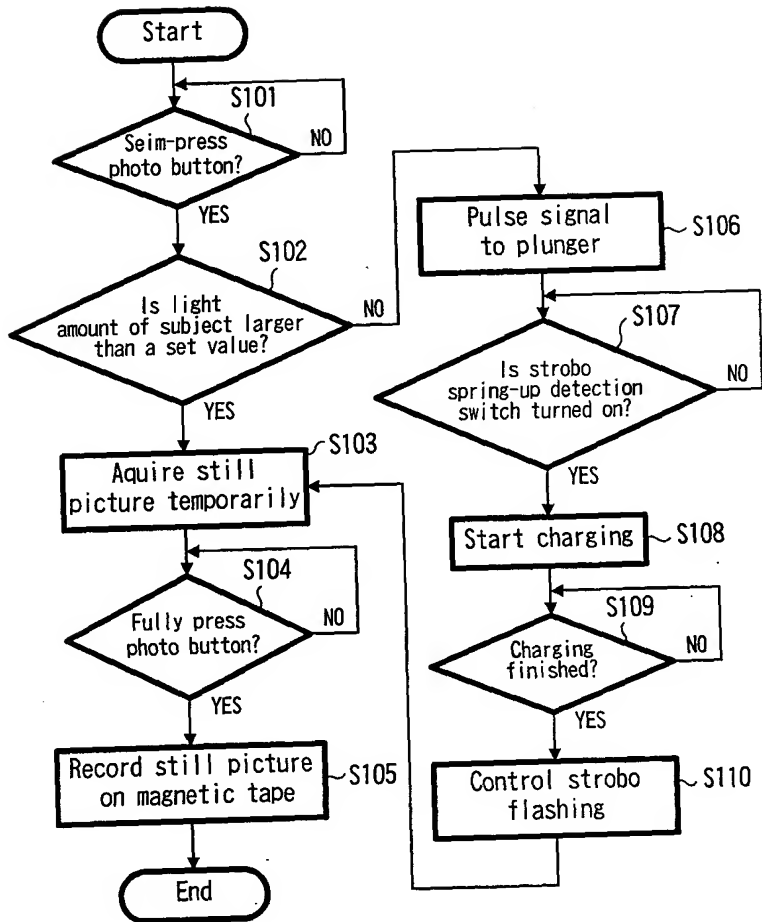 Start
S101
Seim-press
photo button?
NO
YES
S102
Is light
amount of subject larger
than a set value?
NO
YES
S103
Aquire still
picture temporarily
S104
Fully press
photo button?
NO
YES
Record still picture
on magnetic tape
S105
End
Pulse signal
to plunger
S106
S107
Is strobo
spring-up detection
switch turned on?
NO
YES
Start charging
S108
S109
Charging
finished?
NO
YES
Control strobo
flashing
S110